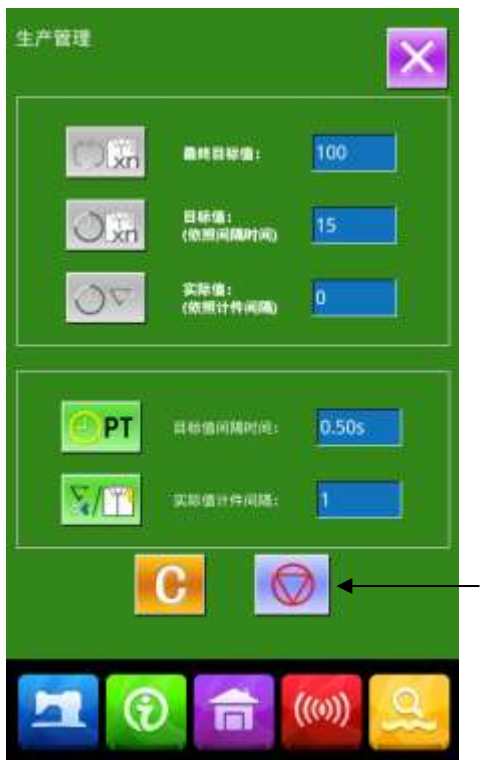 生产管理
xn
最终目标值：
100
xn
目标值：
(依照间隔时间)
15
实际值：
(依照计件间隔)
0
PT
目标值间隔时间：
0.50s
实际值计件间隔：
1
C